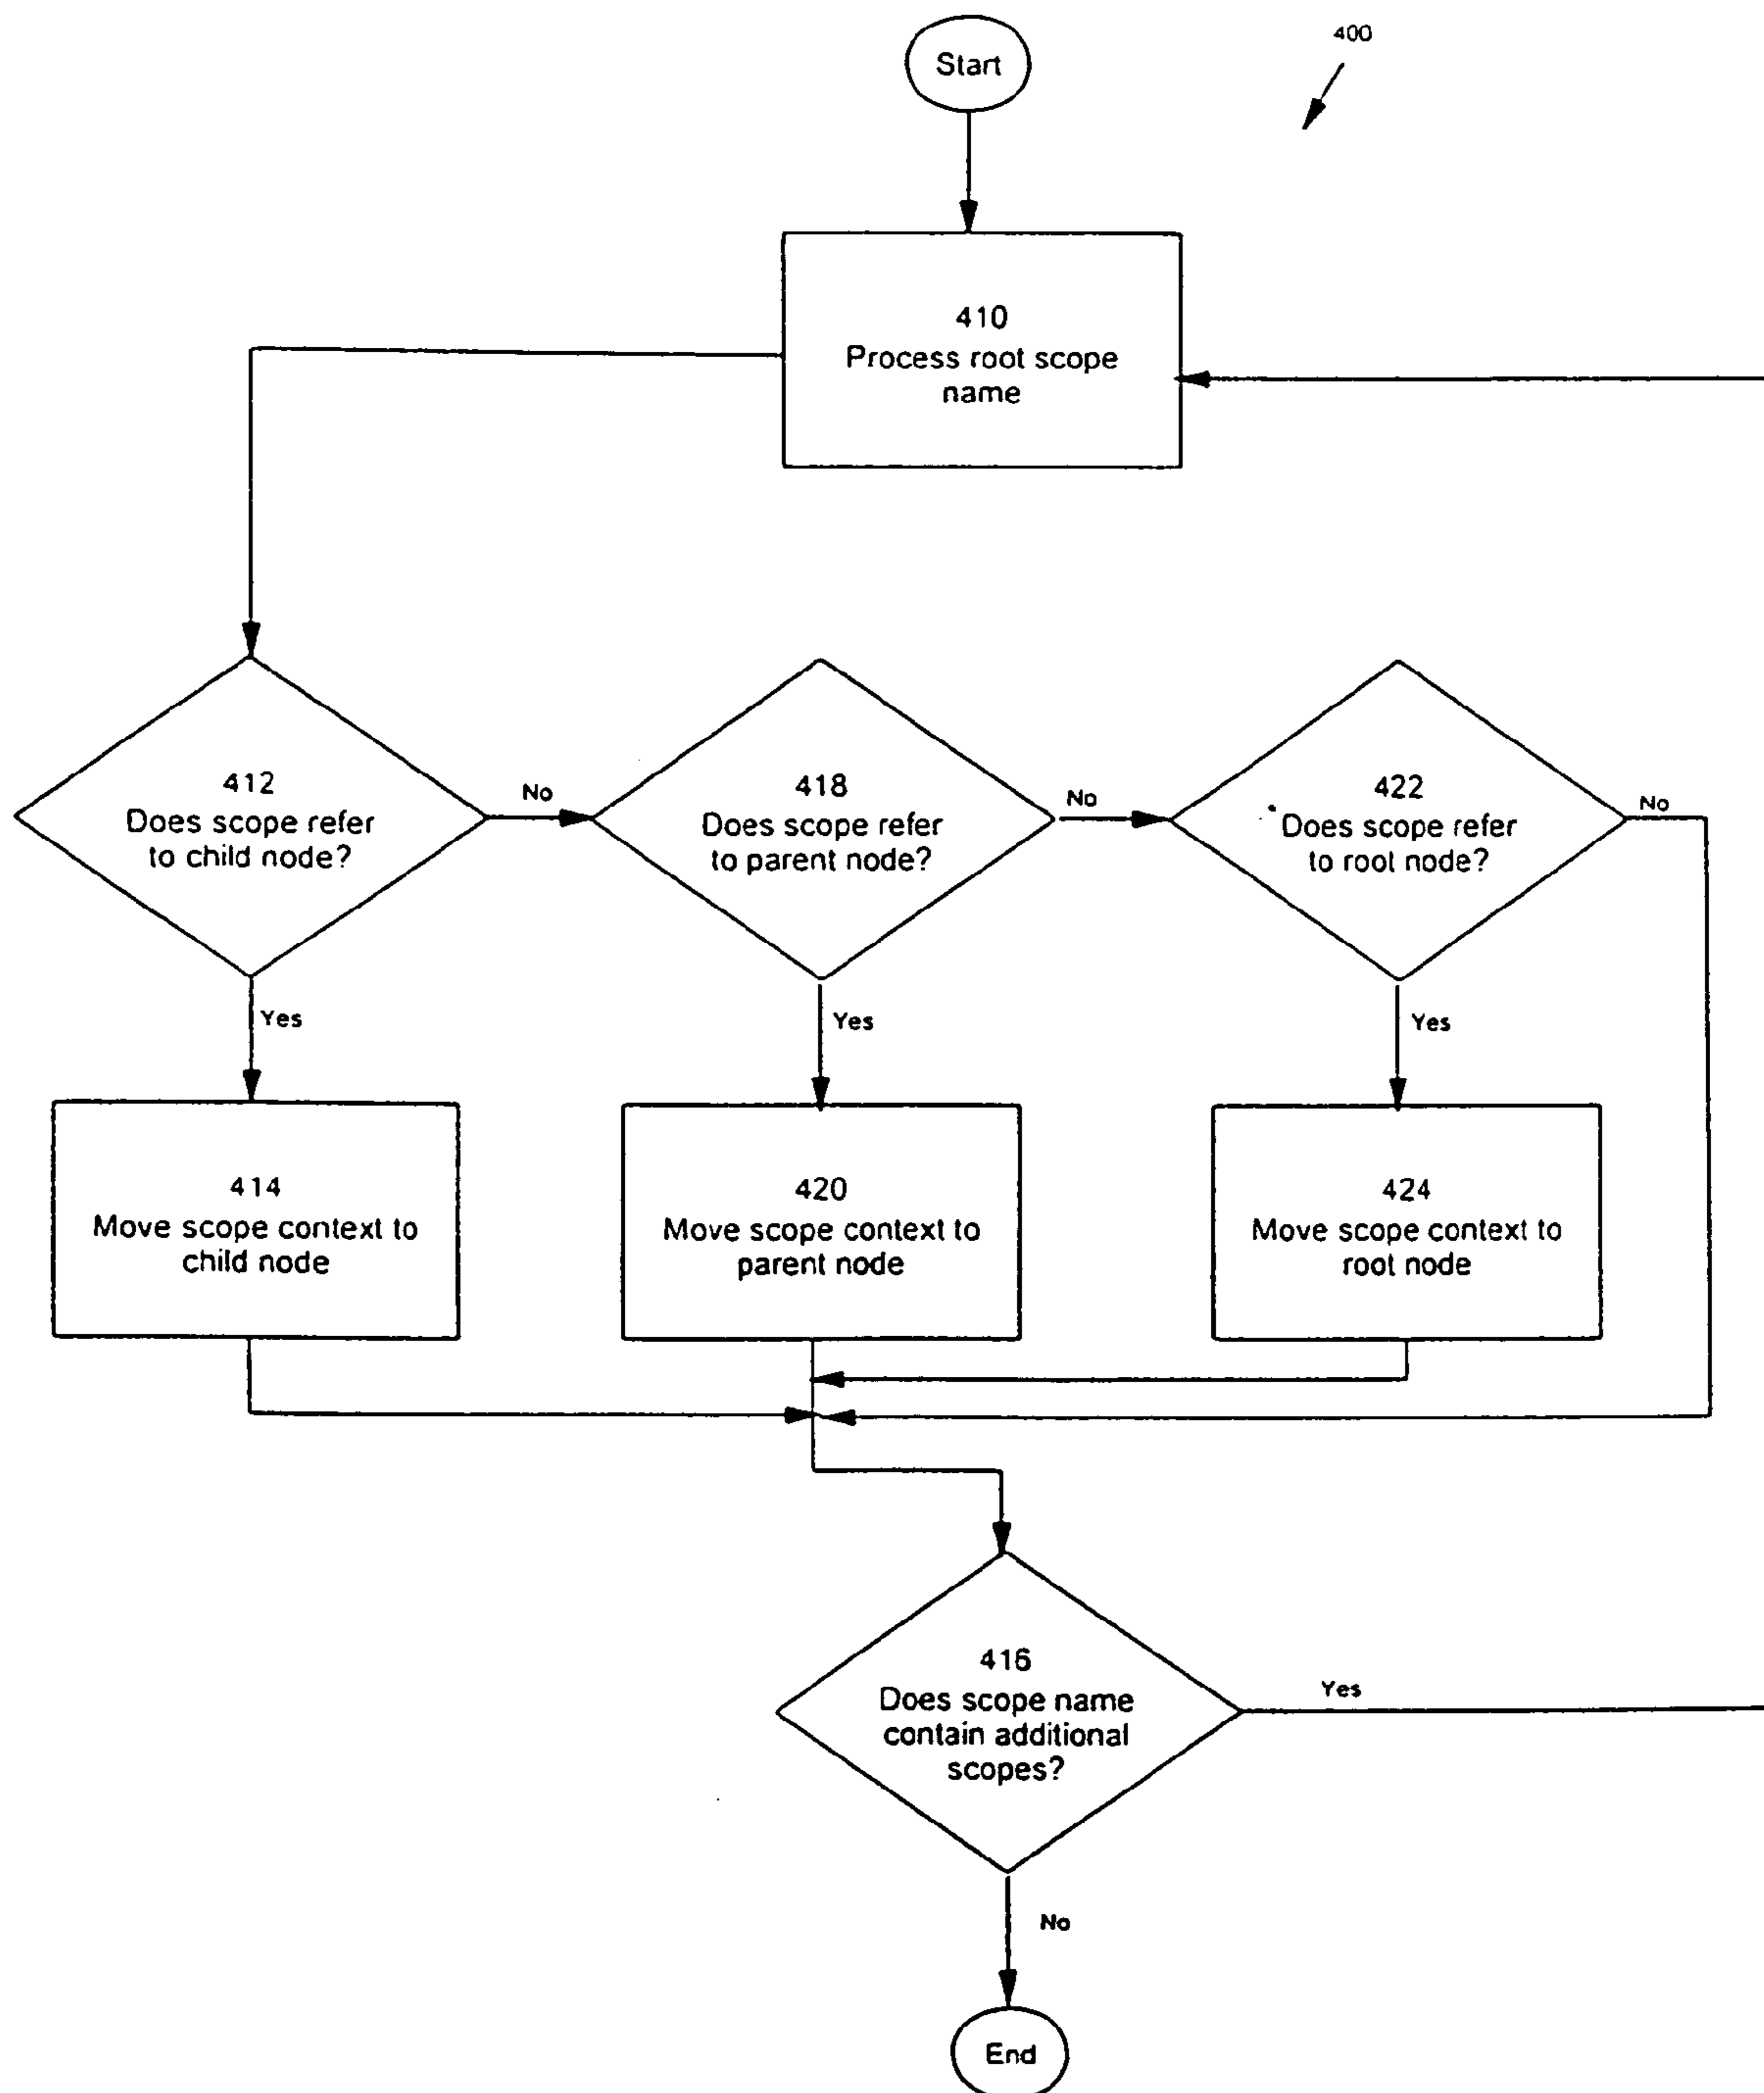 Start
400
410
Process root scope
name
412
Does scope refer
to child node?
No
418
Does scope refer
to parent node?
No
422
Does scope refer
to root node?
No
Yes
Yes
Yes
414
Move scope context to
child node
420
Move scope context to
parent node
424
Move scope context to
root node
416
Does scope name
contain additional
scopes?
Yes
No
End